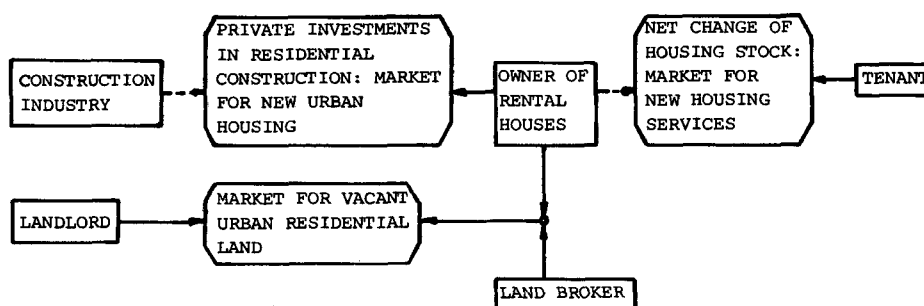 CONSTRUCTION
INDUSTRY
PRIVATE INVESTMENTS
IN RESIDENTIAL
CONSTRUCTION: MARKET
FOR NEW URBAN
HOUSING
OWNER OF
RENTAL
HOUSES
NET CHANGE OF
HOUSING STOCK:
MARKET FOR
NEW HOUSING
SERVICES
TENANT
LANDLORD
MARKET FOR VACANT
URBAN RESIDENTIAL
LAND
LAND BROKER